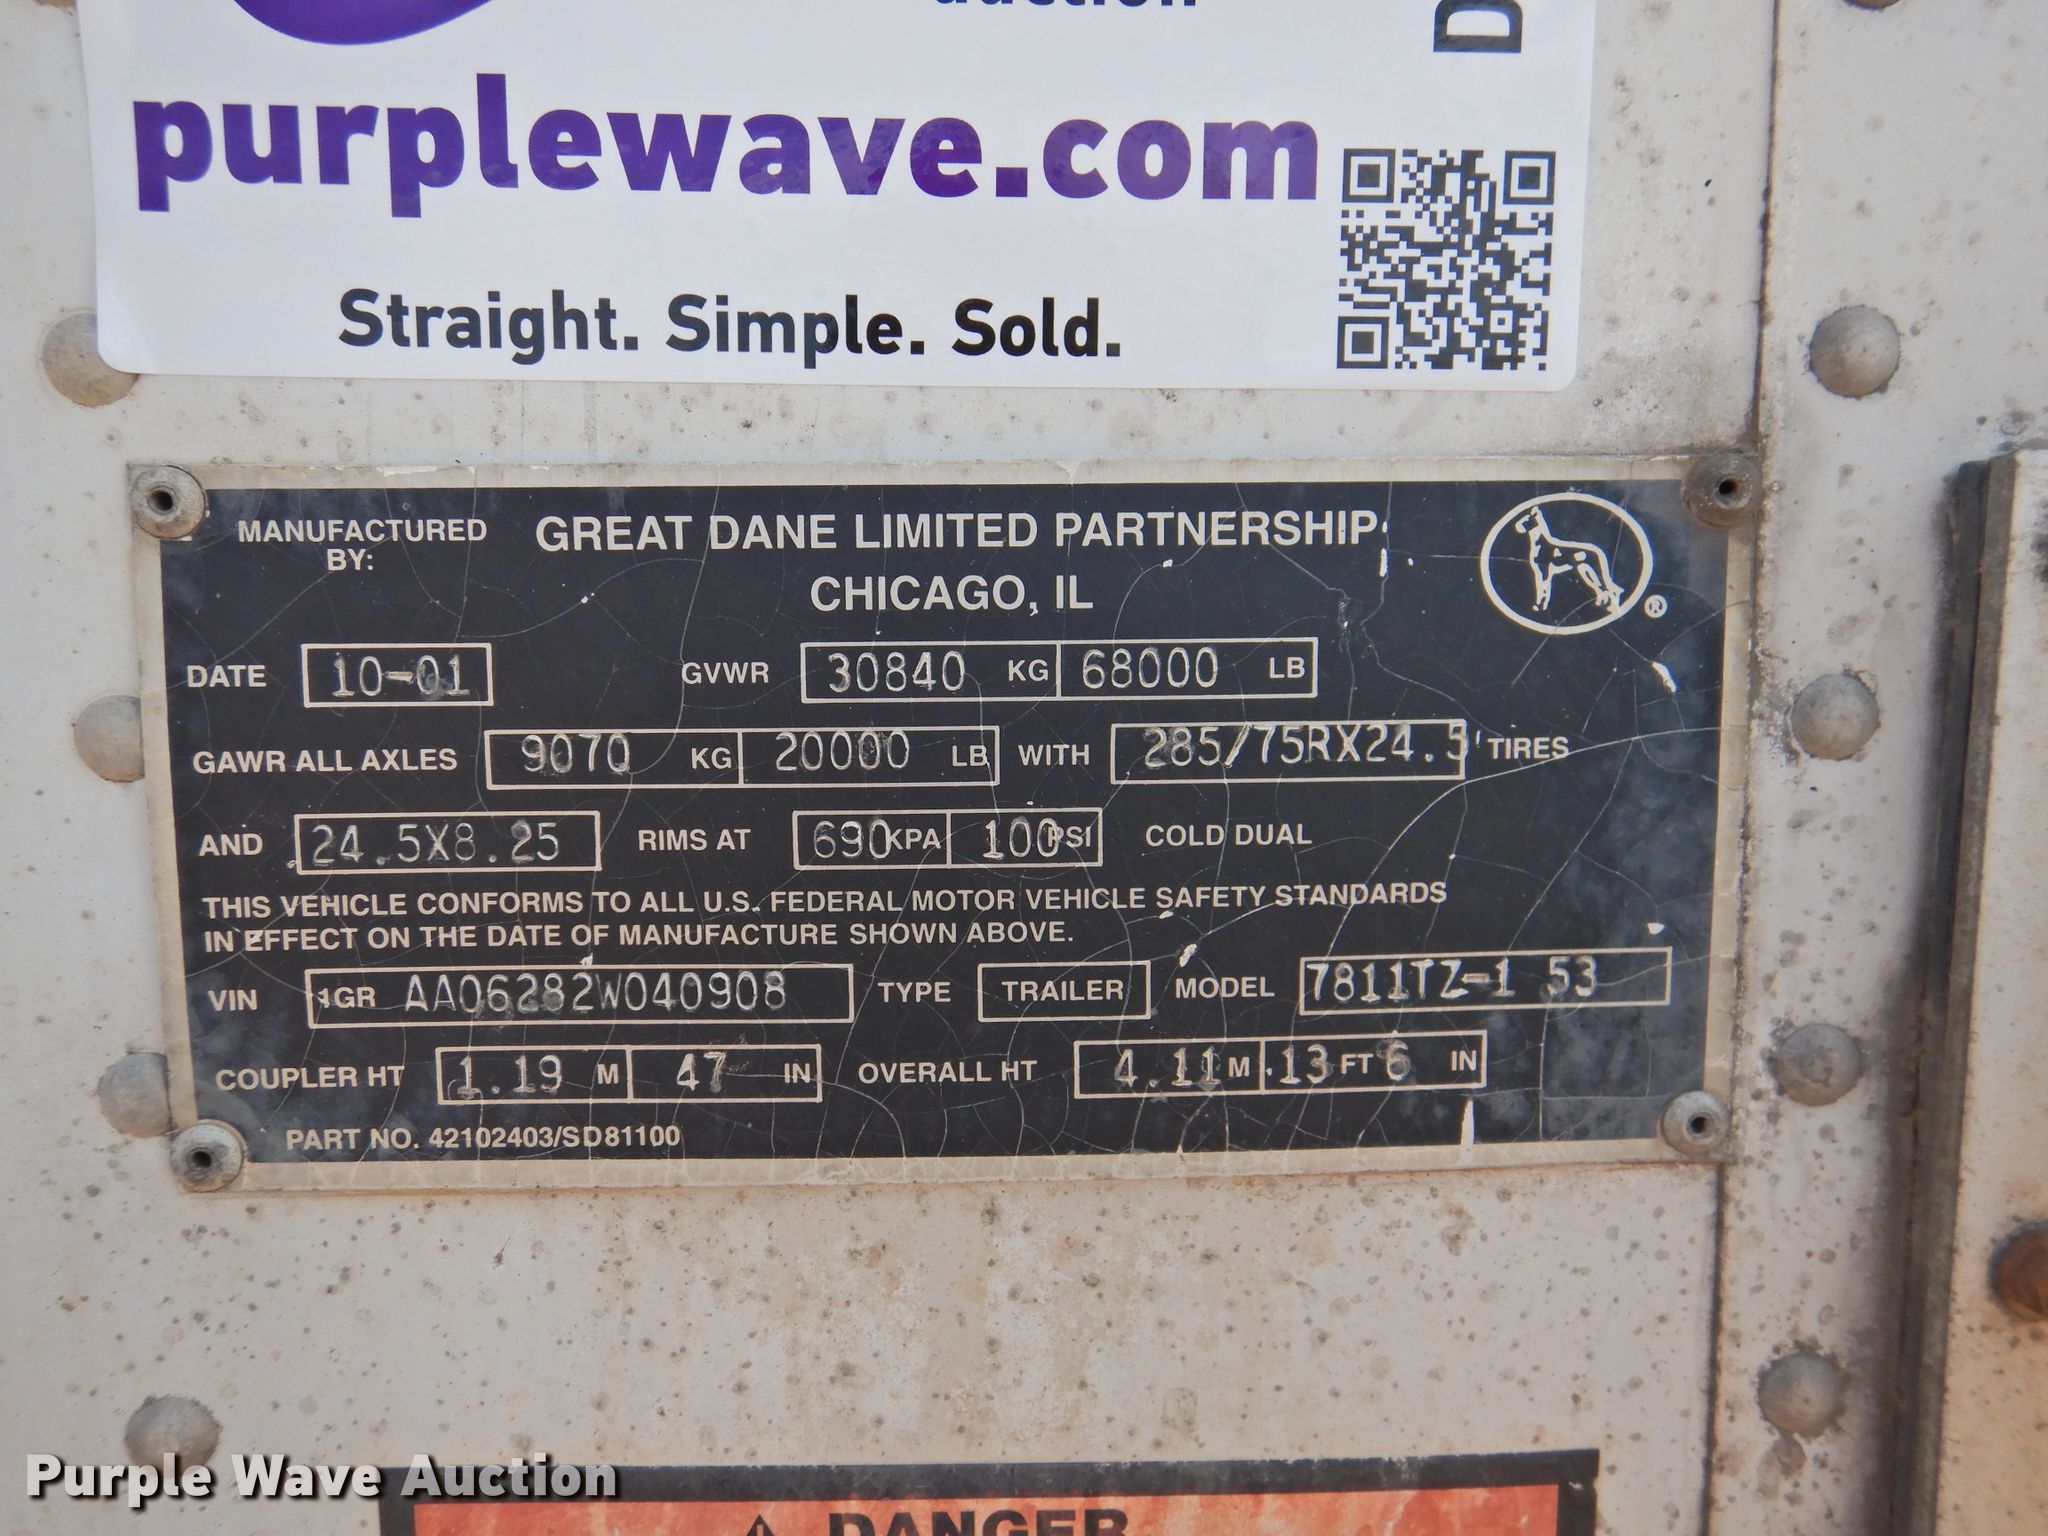 purplewave.com
Straight. Simple. Sold.
MANUFACTURED BY: GREAT DANE LIMITED PARTNERSHIP
CHICAGO, IL
®
DATE 10-01 GVWR 30840 KG 68000 LB
GAWR ALL AXLES 9070 KG 20000 LB WITH 285/75RX24.5 TIRES
AND 24.5X8.25 RIMS AT 690 KPA 100 PSI COLD DUAL
THIS VEHICLE CONFORMS TO ALL U.S. FEDERAL MOTOR VEHICLE SAFETY STANDARDS
IN EFFECT ON THE DATE OF MANUFACTURE SHOWN ABOVE.
VIN 1GR AA06282W040908 TYPE TRAILER MODEL 7811TZ-1 53
COUPLER HT 1.19 M 47 IN OVERALL HT 4.11 M 13 FT 6 IN
PART NO. 42102403/SD81100
Purple Wave Auction
DANGER